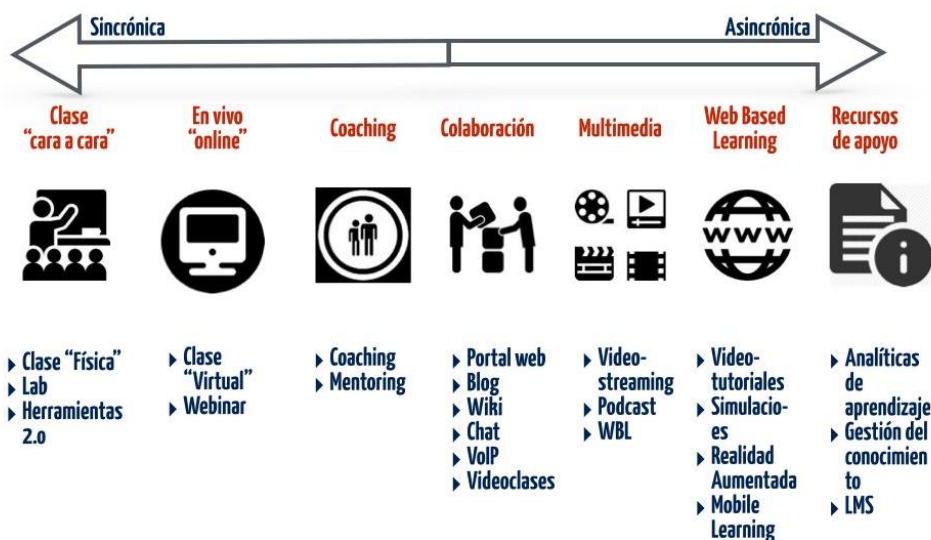 Sincrónica
Asincrónica
Clase
“cara a cara”
En vivo
“online”
Coaching
Colaboración
Multimedia
Web Based
Learning
Recursos
de apoyo
WWW
i
Clase “Física”
Lab
Herramientas
2.0
Clase
“Virtual”
Webinar
Coaching
Mentoring
Portal web
Blog
Wiki
Chat
VoIP
Videoclases
Video-
streaming
Podcast
WBL
Video-
tutoriales
Simulacio-
es
Realidad
Aumentada
Mobile
Learning
Analíticas
de
aprendizaje
Gestión del
conocimien
to
LMS